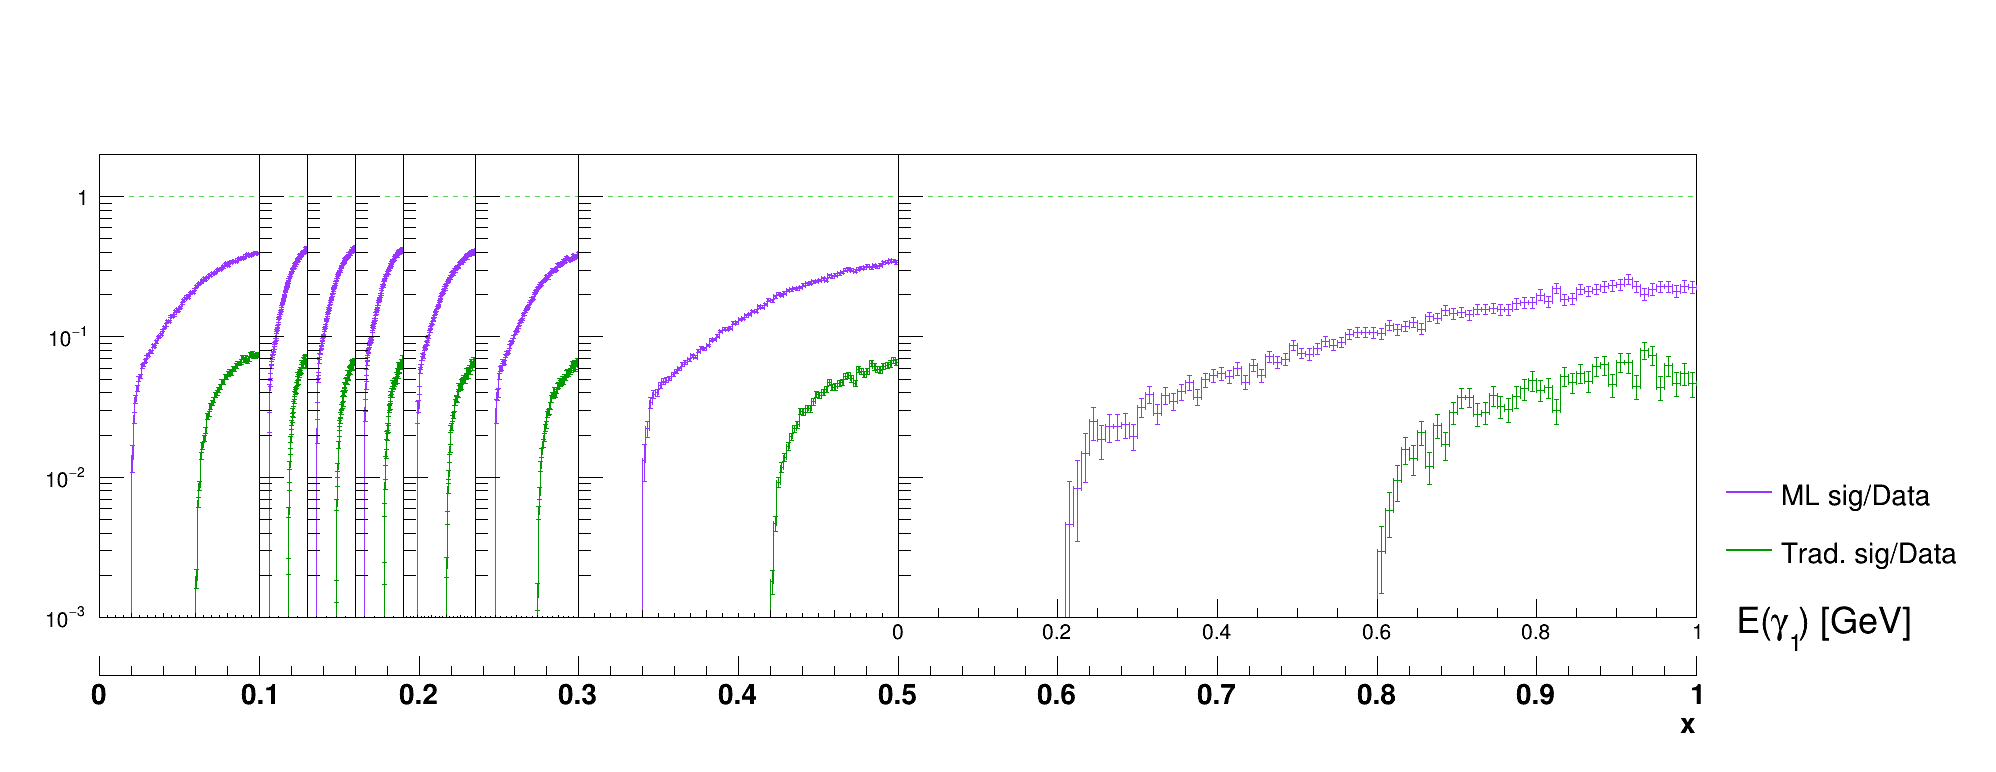 1
10⁻¹
10⁻²
10⁻³
ML sig/Data
Trad. sig/Data
0 0.2 0.4 0.6 0.8 1
E(γ₁) [GeV]
0 0.1 0.2 0.3 0.4 0.5 0.6 0.7 0.8 0.9 1
x